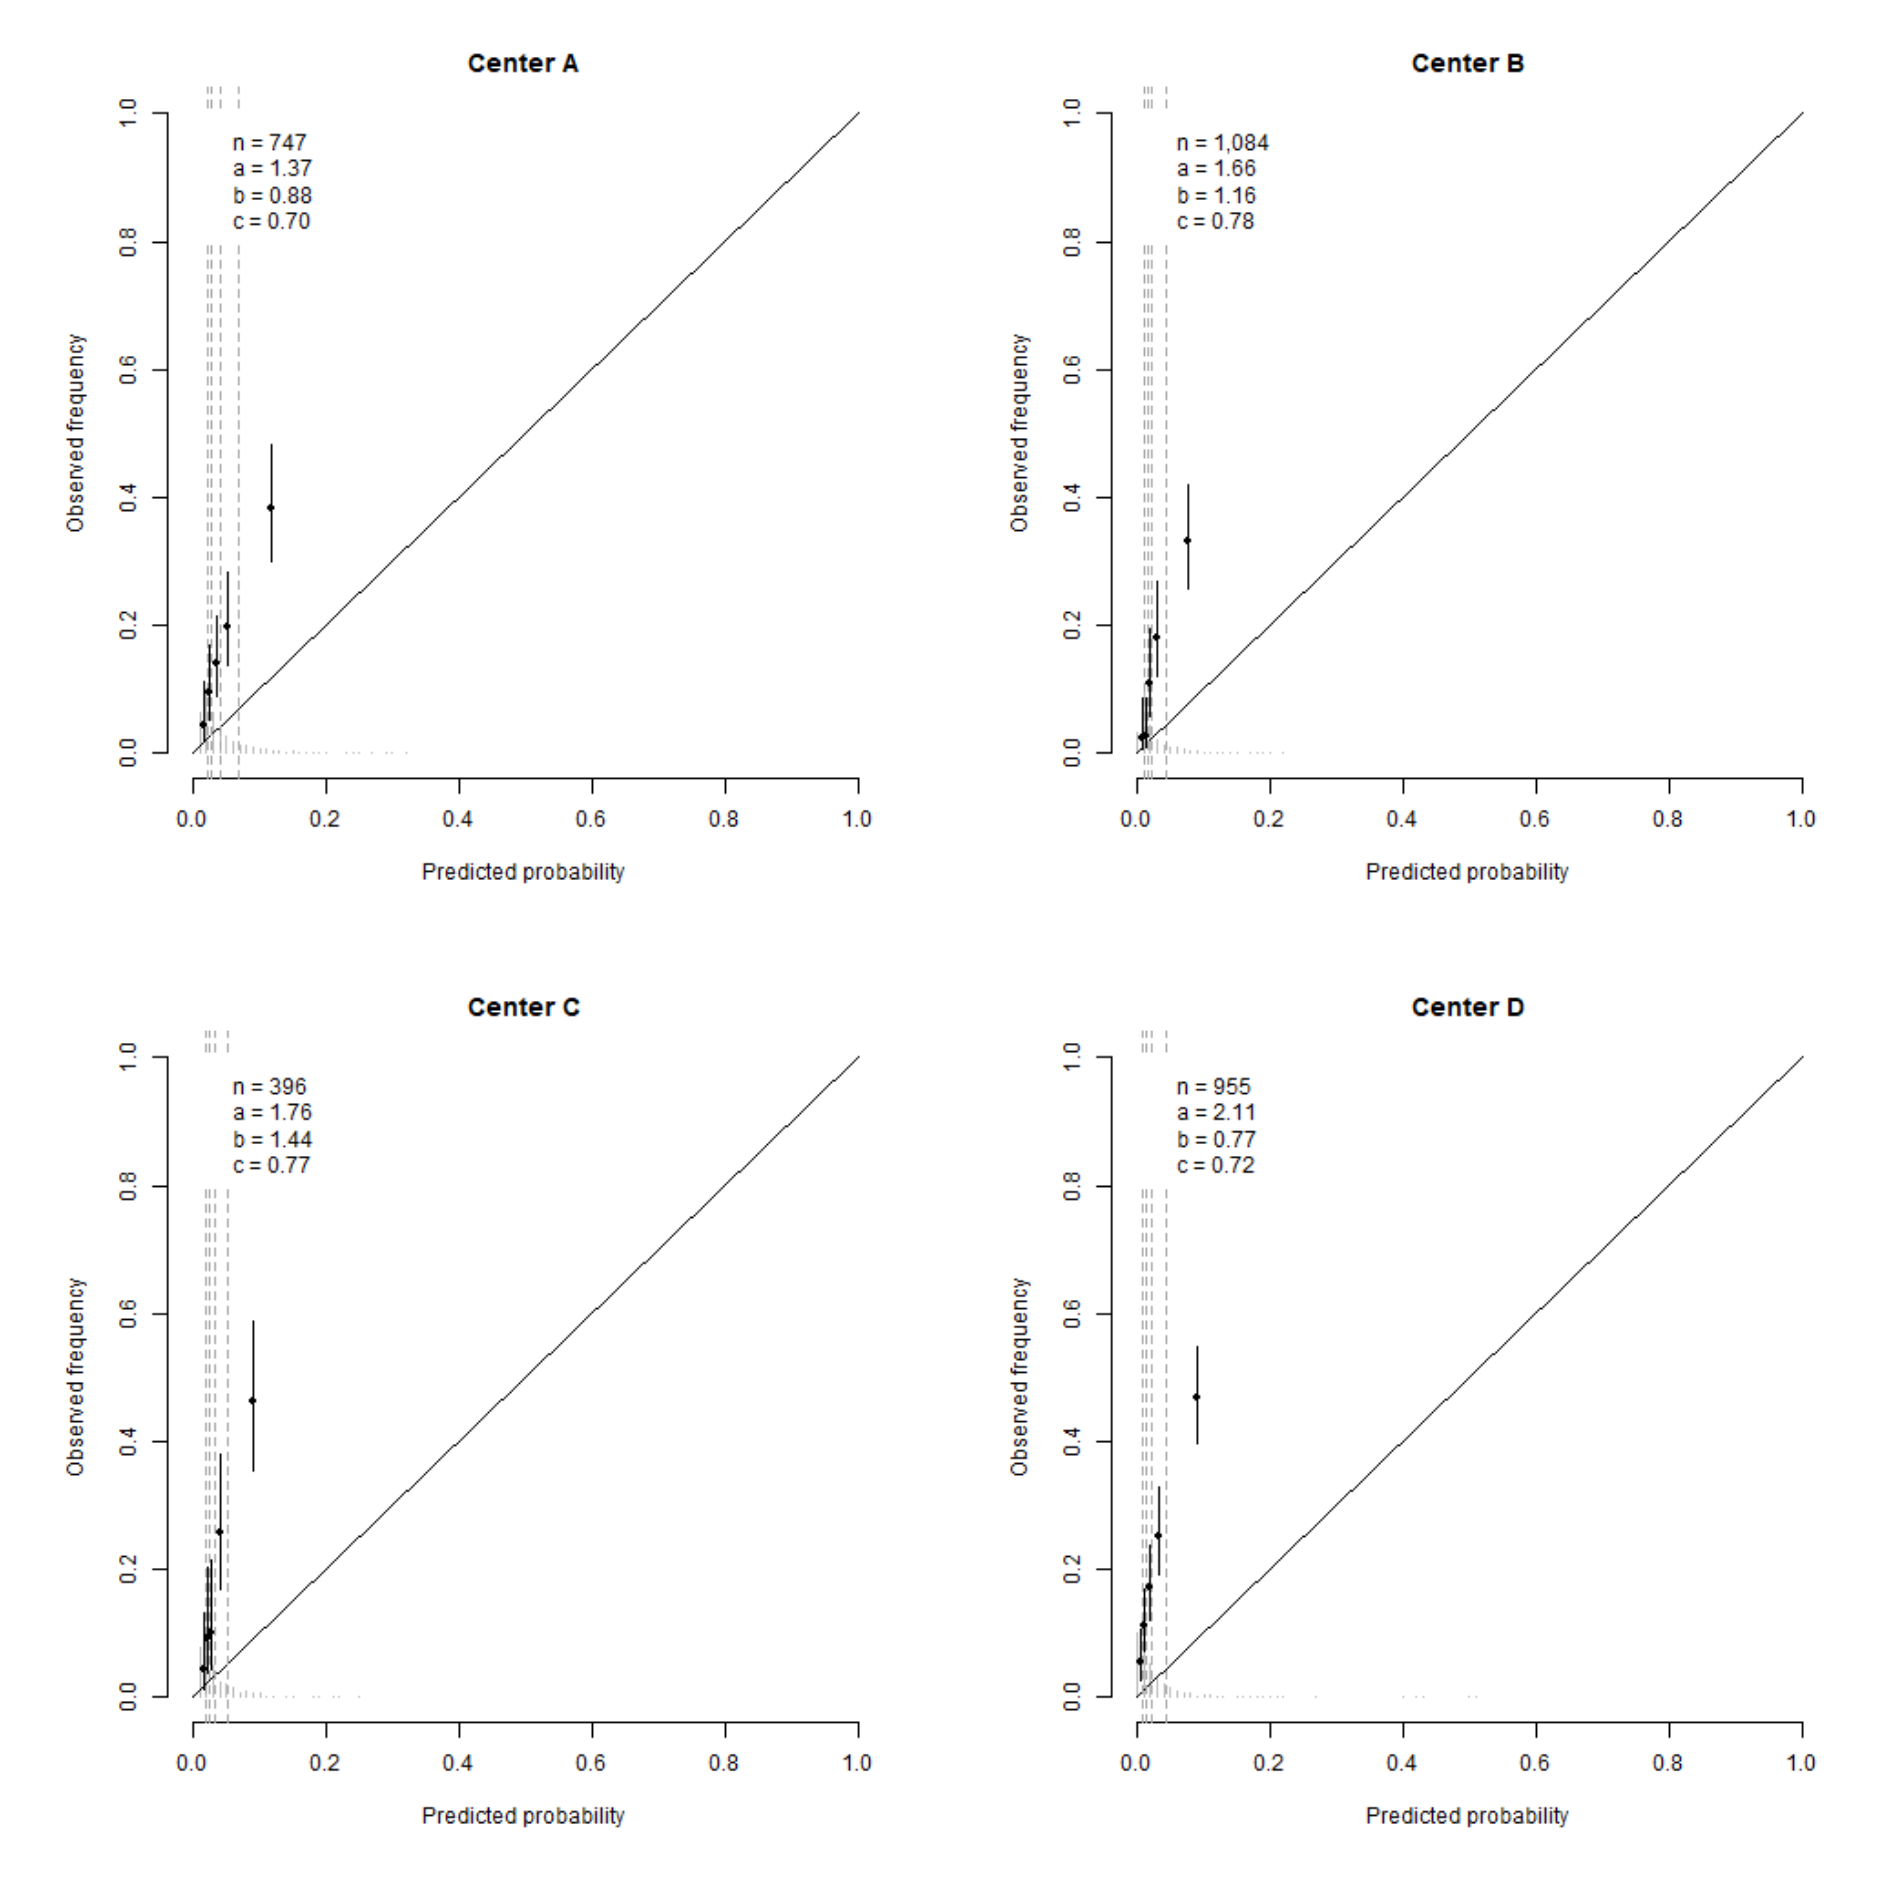 Center A
n = 747
a = 1.37
b = 0.88
c = 0.70
1.0
0.8
0.6
0.4
0.2
0.0
Observed frequency
0.0 0.2 0.4 0.6 0.8 1.0
Predicted probability
Center B
n = 1,084
a = 1.66
b = 1.16
c = 0.78
1.0
0.8
0.6
0.4
0.2
0.0
Observed frequency
0.0 0.2 0.4 0.6 0.8 1.0
Predicted probability
Center C
n = 396
a = 1.76
b = 1.44
c = 0.77
1.0
0.8
0.6
0.4
0.2
0.0
Observed frequency
0.0 0.2 0.4 0.6 0.8 1.0
Predicted probability
Center D
n = 955
a = 2.11
b = 0.77
c = 0.72
1.0
0.8
0.6
0.4
0.2
0.0
Observed frequency
0.0 0.2 0.4 0.6 0.8 1.0
Predicted probability